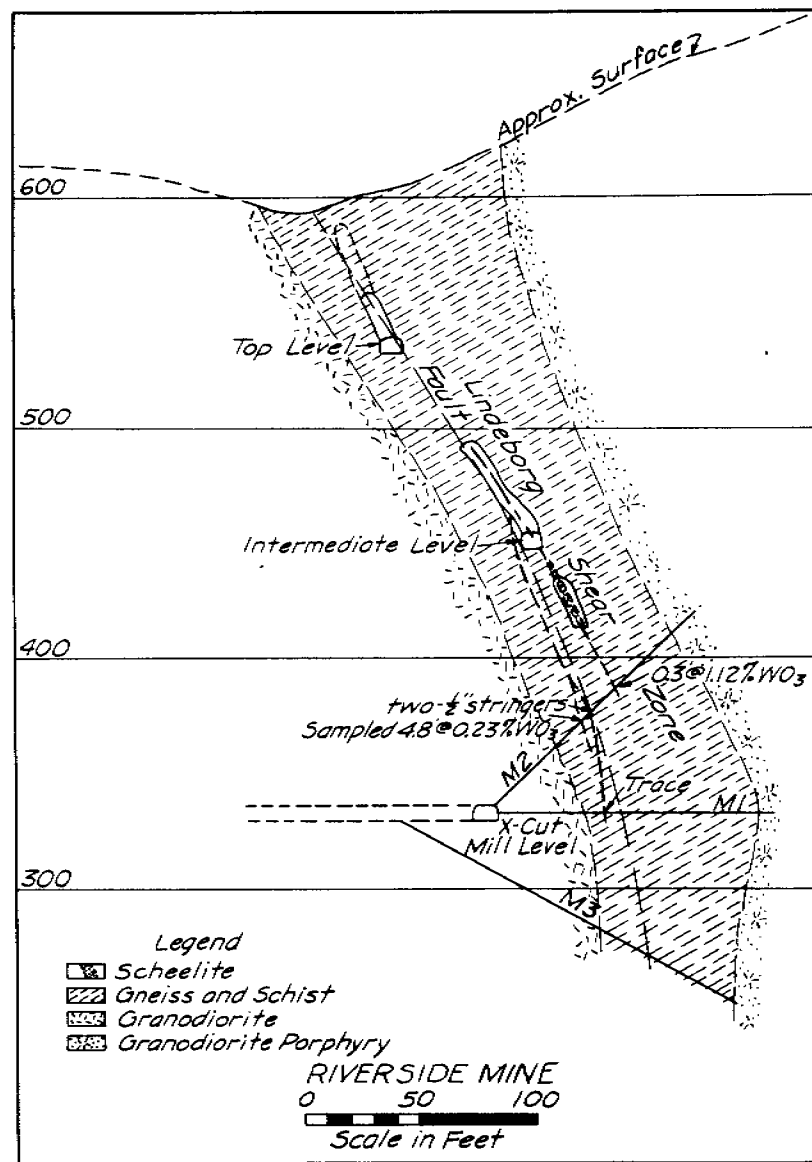 Approx. Surface
600
Top Level
Fault
Lindeborg
500
Intermediate Level
Shear
400
0.3'@1.12% WO3
two-½" stringers
Sampled 4.8'@0.23% WO3
Zone
M2
Trace
M1
X-Cut
Mill Level
300
M3
Legend
Scheelite
Gneiss and Schist
Granodiorite
Granodiorite Porphyry
RIVERSIDE MINE
0 50 100
Scale in Feet